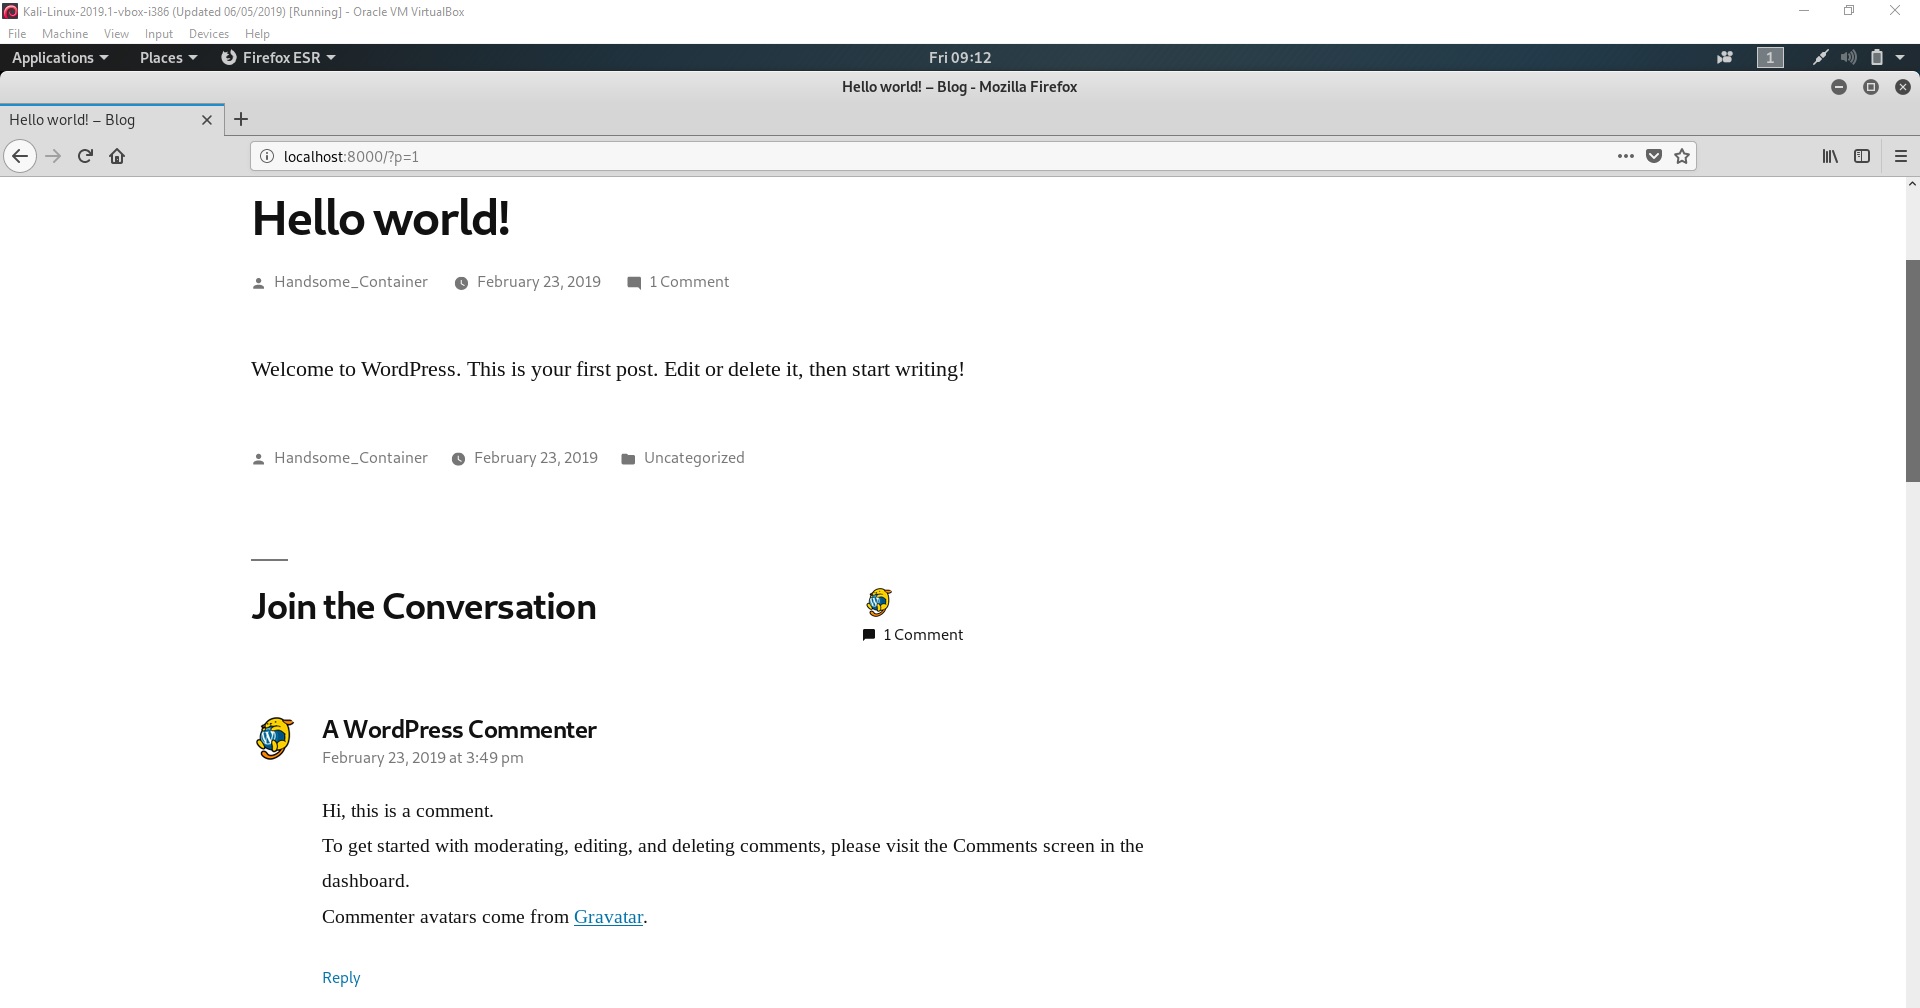 Kali-Linux-2019.1-vbox-i386 (Updated 06/05/2019) [Running] - Oracle VM VirtualBox
File Machine View Input Devices Help
Applications Places Firefox ESR Fri 09:12 1
Hello world! – Blog - Mozilla Firefox
Hello world! – Blog
localhost:8000/?p=1
Hello world!
Handsome_Container February 23, 2019 1 Comment
Welcome to WordPress. This is your first post. Edit or delete it, then start writing!
Handsome_Container February 23, 2019 Uncategorized
Join the Conversation
1 Comment
A WordPress Commenter
February 23, 2019 at 3:49 pm
Hi, this is a comment.
To get started with moderating, editing, and deleting comments, please visit the Comments screen in the
dashboard.
Commenter avatars come from Gravatar.
Reply